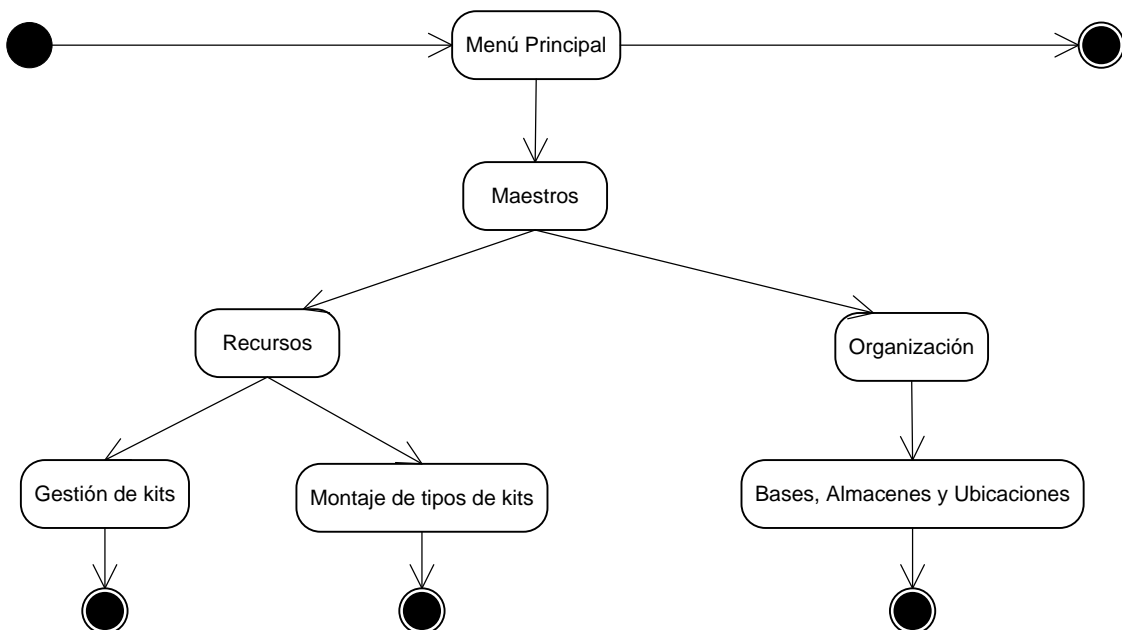 Menú Principal
Maestros
Recursos
Organización
Gestión de kits
Montaje de tipos de kits
Bases, Almacenes y Ubicaciones